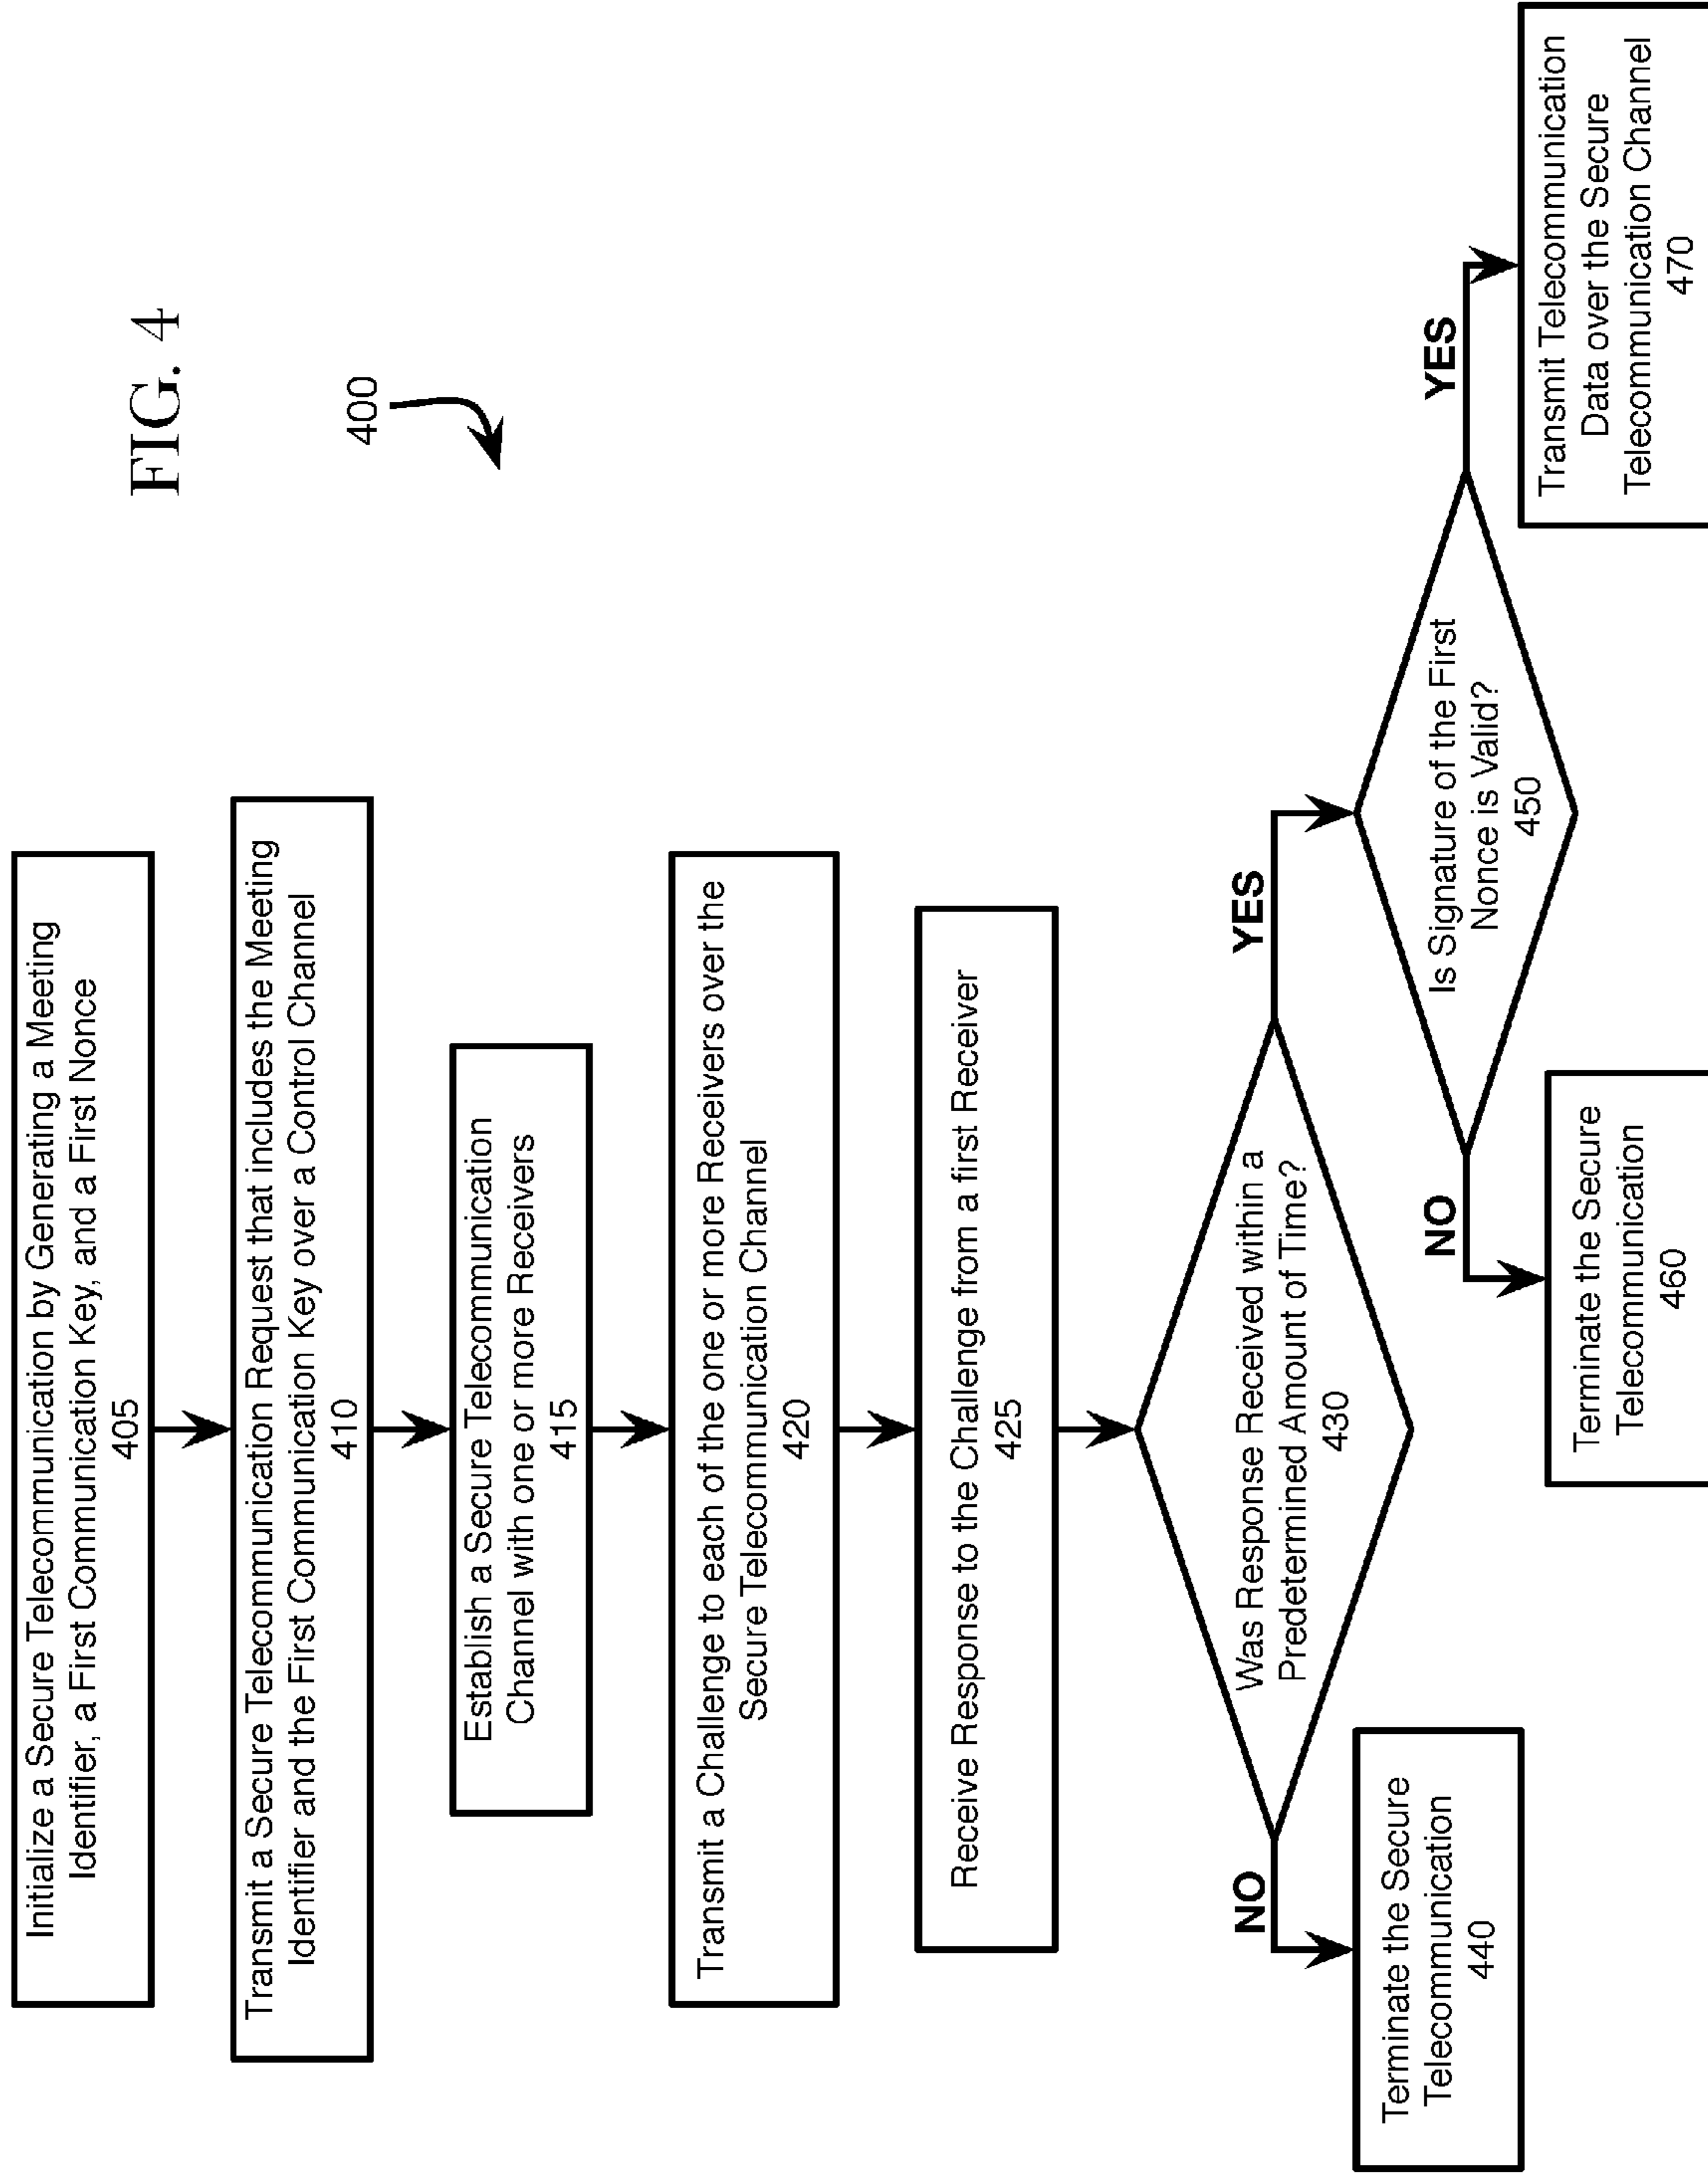 FIG. 4
400
Initialize a Secure Telecommunication by Generating a Meeting
Identifier, a First Communication Key, and a First Nonce
405
Transmit a Secure Telecommunication Request that includes the Meeting
Identifier and the First Communication Key over a Control Channel
410
Establish a Secure Telecommunication
Channel with one or more Receivers
415
Transmit a Challenge to each of the one or more Receivers over the
Secure Telecommunication Channel
420
Receive Response to the Challenge from a first Receiver
425
Was Response Received within a
Predetermined Amount of Time?
430
NO
YES
Terminate the Secure
Telecommunication
440
Is Signature of the First
Nonce is Valid?
450
NO
YES
Terminate the Secure
Telecommunication
460
Transmit Telecommunication
Data over the Secure
Telecommunication Channel
470